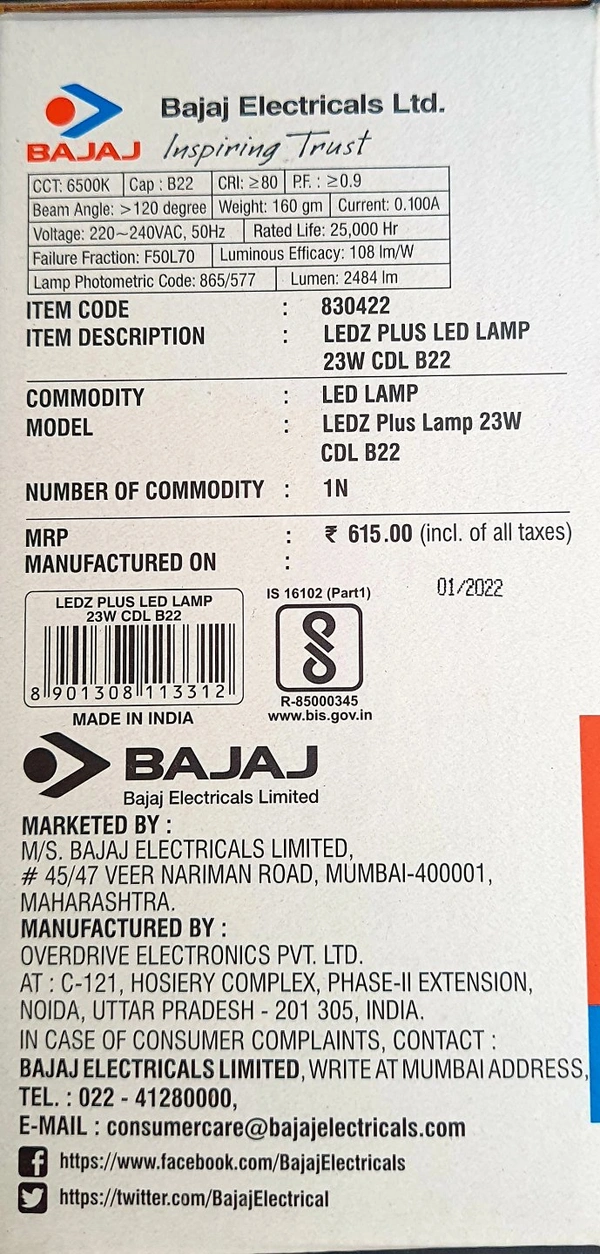 Bajaj Electricals Ltd.
BAJAJ Inspiring Trust
CCT: 6500K Cap : B22 CRI: ≥80 P.F. : ≥0.9
Beam Angle: >120 degree Weight: 160 gm Current: 0.100A
Voltage: 220~240VAC, 50Hz Rated Life: 25,000 Hr
Failure Fraction: F50L70 Luminous Efficacy: 108 lm/W
Lamp Photometric Code: 865/577 Lumen: 2484 lm
ITEM CODE : 830422
ITEM DESCRIPTION : LEDZ PLUS LED LAMP
23W CDL B22
COMMODITY : LED LAMP
MODEL : LEDZ Plus Lamp 23W
CDL B22
NUMBER OF COMMODITY : 1N
MRP : ₹ 615.00 (incl. of all taxes)
MANUFACTURED ON :
01/2022
LEDZ PLUS LED LAMP
23W CDL B22
8 901308 113312
MADE IN INDIA
IS 16102 (Part1)
R-85000345
www.bis.gov.in
BAJAJ
Bajaj Electricals Limited
MARKETED BY :
M/S. BAJAJ ELECTRICALS LIMITED,
# 45/47 VEER NARIMAN ROAD, MUMBAI-400001,
MAHARASHTRA.
MANUFACTURED BY :
OVERDRIVE ELECTRONICS PVT. LTD.
AT : C-121, HOSIERY COMPLEX, PHASE-II EXTENSION,
NOIDA, UTTAR PRADESH - 201 305, INDIA.
IN CASE OF CONSUMER COMPLAINTS, CONTACT :
BAJAJ ELECTRICALS LIMITED, WRITE AT MUMBAI ADDRESS,
TEL. : 022 - 41280000,
E-MAIL : consumercare@bajajelectricals.com
https://www.facebook.com/BajajElectricals
https://twitter.com/BajajElectrical